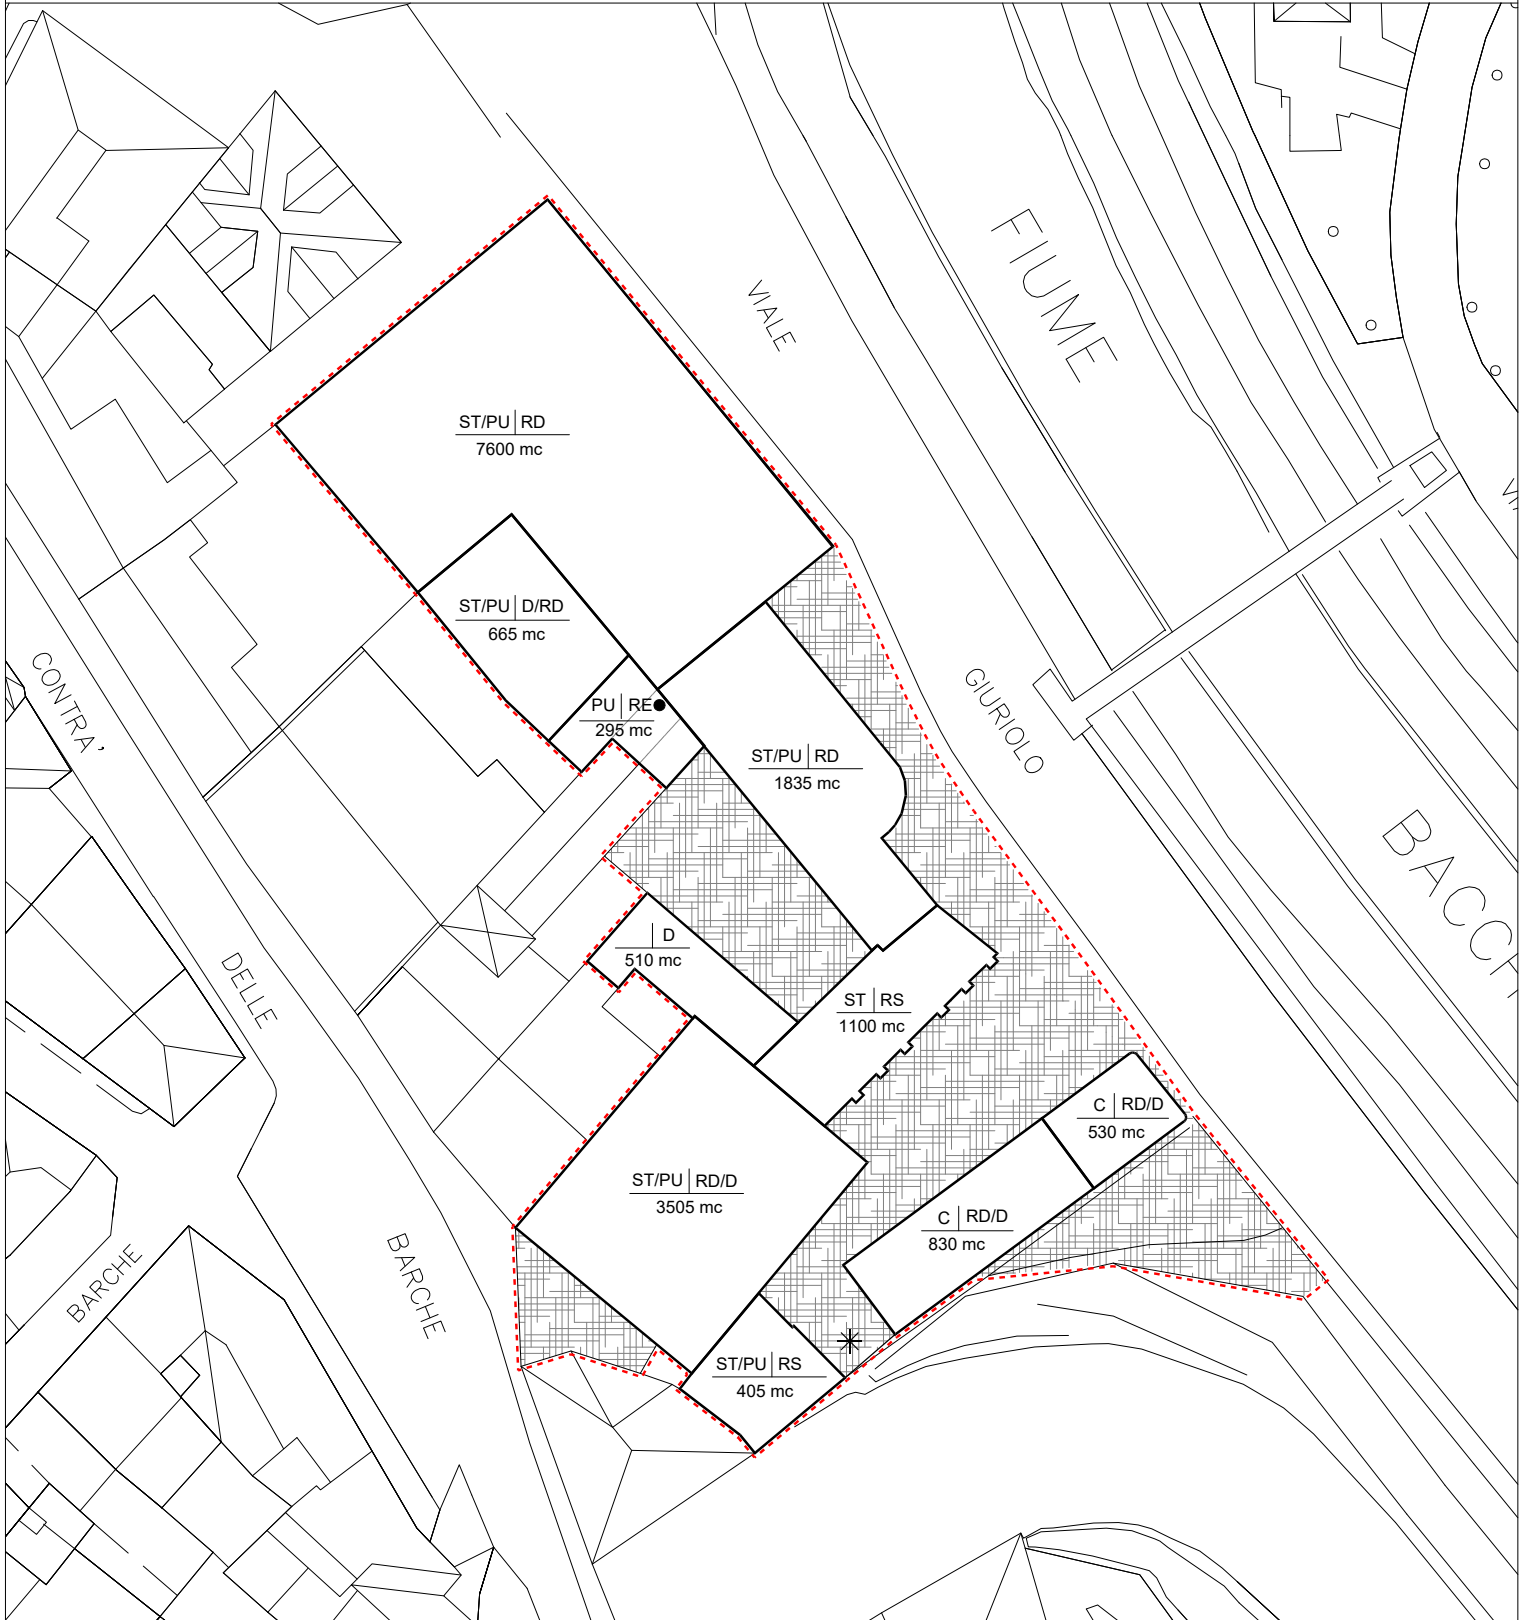 FIUME
VIALE
ST/PU RD
7600 mc
ST/PU D/RD
665 mc
CONTRA'
PU RE
295 mc
GIURIOLO
ST/PU RD
1835 mc
BACCH
D
510 mc
DELLE
ST RS
1100 mc
C RD/D
530 mc
ST/PU RD/D
3505 mc
C RD/D
830 mc
BARCHE
BARCHE
ST/PU RS
405 mc